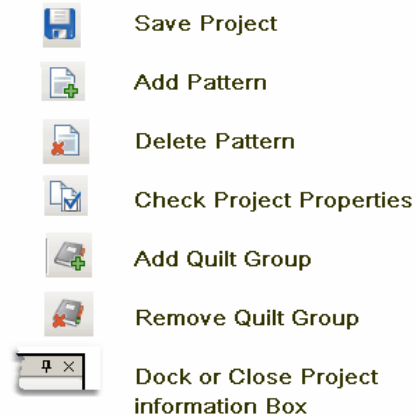 Save Project
Add Pattern
Delete Pattern
Check Project Properties
Add Quilt Group
Remove Quilt Group
Dock or Close Project
information Box